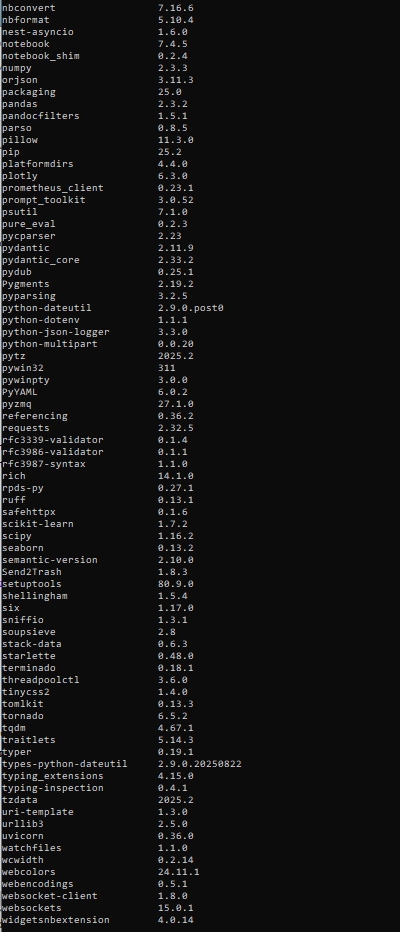 nbconvert 7.16.6
nbformat 5.10.4
nest-asyncio 1.6.0
notebook 7.4.5
notebook_shim 0.2.4
numpy 2.3.3
orjson 3.11.3
packaging 25.0
pandas 2.3.2
pandocfilters 1.5.1
parso 0.8.5
pillow 11.3.0
pip 25.2
platformdirs 4.4.0
plotly 6.3.0
prometheus_client 0.23.1
prompt_toolkit 3.0.52
psutil 7.1.0
pure_eval 0.2.3
pycparser 2.23
pydantic 2.11.9
pydantic_core 2.33.2
pydub 0.25.1
Pygments 2.19.2
pyparsing 3.2.5
python-dateutil 2.9.0.post0
python-dotenv 1.1.1
python-json-logger 3.3.0
python-multipart 0.0.20
pytz 2025.2
pywin32 311
pywinpty 3.0.0
PyYAML 6.0.2
pyzmq 27.1.0
referencing 0.36.2
requests 2.32.5
rfc3339-validator 0.1.4
rfc3986-validator 0.1.1
rfc3987-syntax 1.1.0
rich 14.1.0
rpds-py 0.27.1
ruff 0.13.1
safehttpx 0.1.6
scikit-learn 1.7.2
scipy 1.16.2
seaborn 0.13.2
semantic-version 2.10.0
Send2Trash 1.8.3
setuptools 80.9.0
shellingham 1.5.4
six 1.17.0
sniffio 1.3.1
soupsieve 2.8
stack-data 0.6.3
starlette 0.48.0
terminado 0.18.1
threadpoolctl 3.6.0
tinycss2 1.4.0
tomlkit 0.13.3
tornado 6.5.2
tqdm 4.67.1
traitlets 5.14.3
typer 0.19.1
types-python-dateutil 2.9.0.20250822
typing_extensions 4.15.0
typing-inspection 0.4.1
tzdata 2025.2
uri-template 1.3.0
urllib3 2.5.0
uvicorn 0.36.0
watchfiles 1.1.0
wcwidth 0.2.14
webcolors 24.11.1
webencodings 0.5.1
websocket-client 1.8.0
websockets 15.0.1
widgetsnbextension 4.0.14